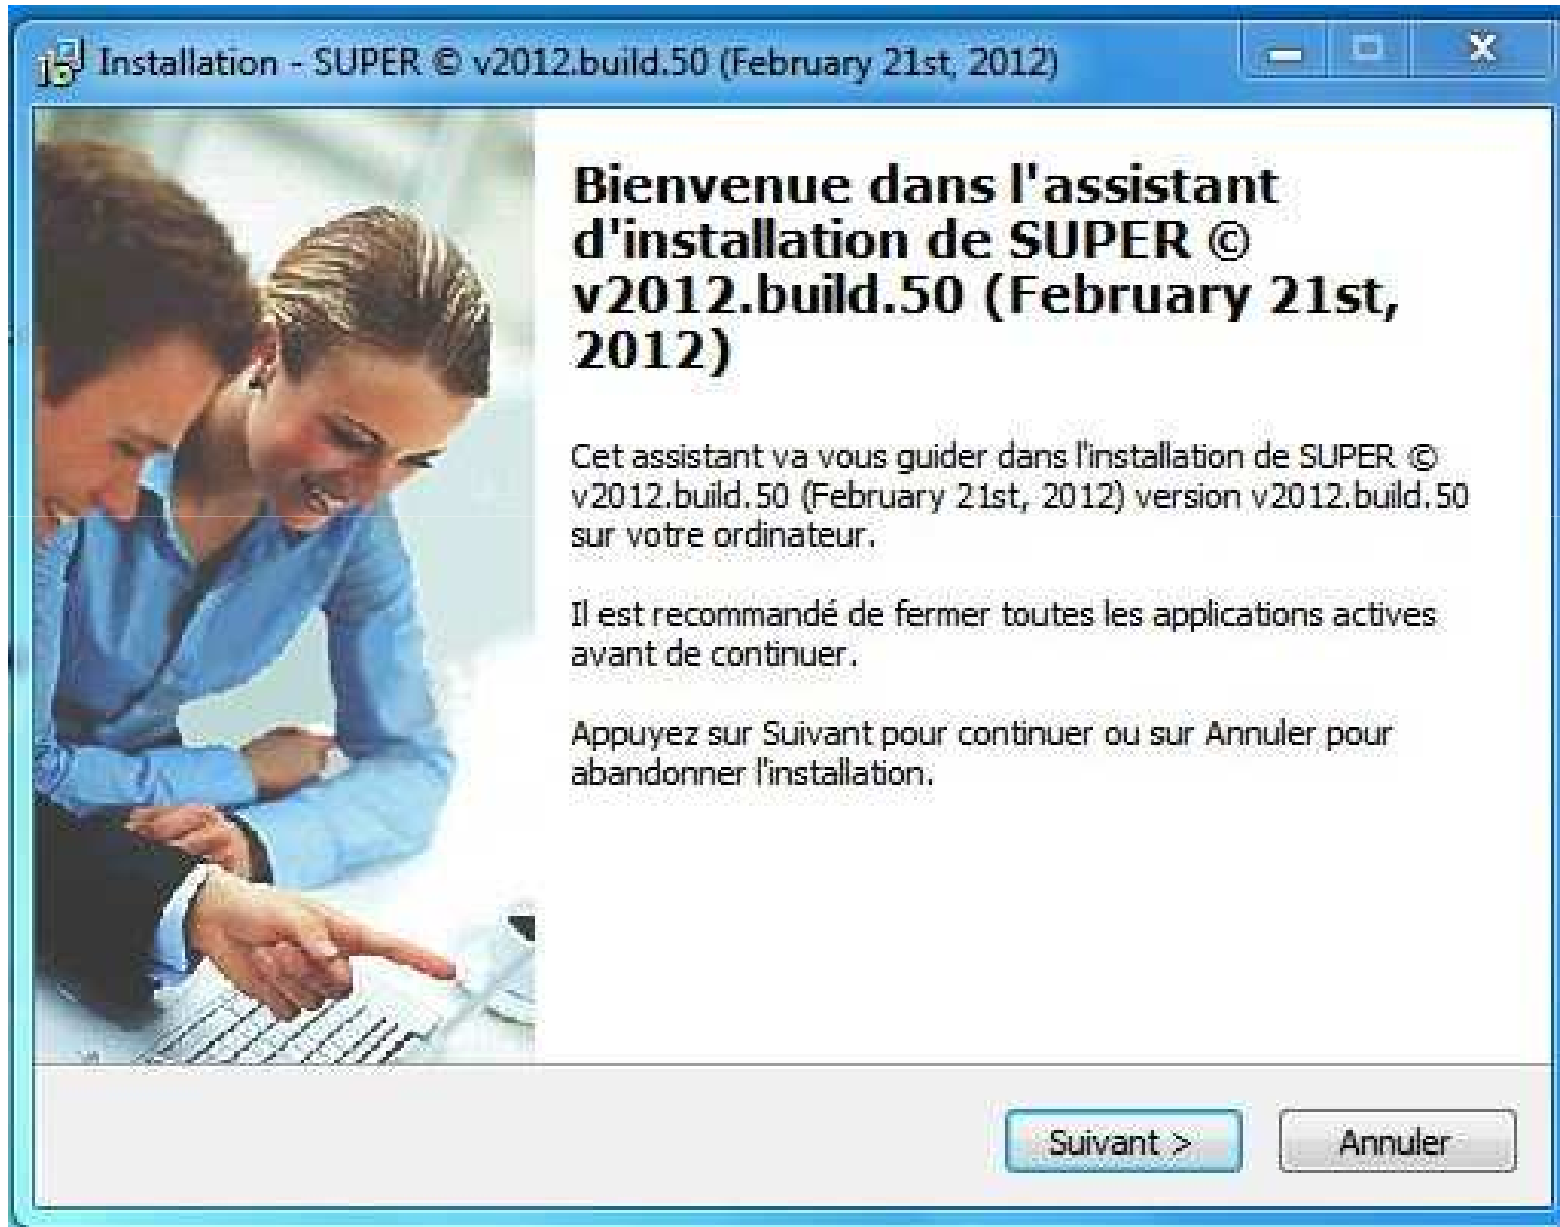 Installation - SUPER © v2012.build.50 (February 21st, 2012)
Bienvenue dans l'assistant
d'installation de SUPER ©
v2012.build.50 (February 21st,
2012)
Cet assistant va vous guider dans l'installation de SUPER ©
v2012.build.50 (February 21st, 2012) version v2012.build.50
sur votre ordinateur.
Il est recommandé de fermer toutes les applications actives
avant de continuer.
Appuyez sur Suivant pour continuer ou sur Annuler pour
abandonner l'installation.
Suivant >
Annuler